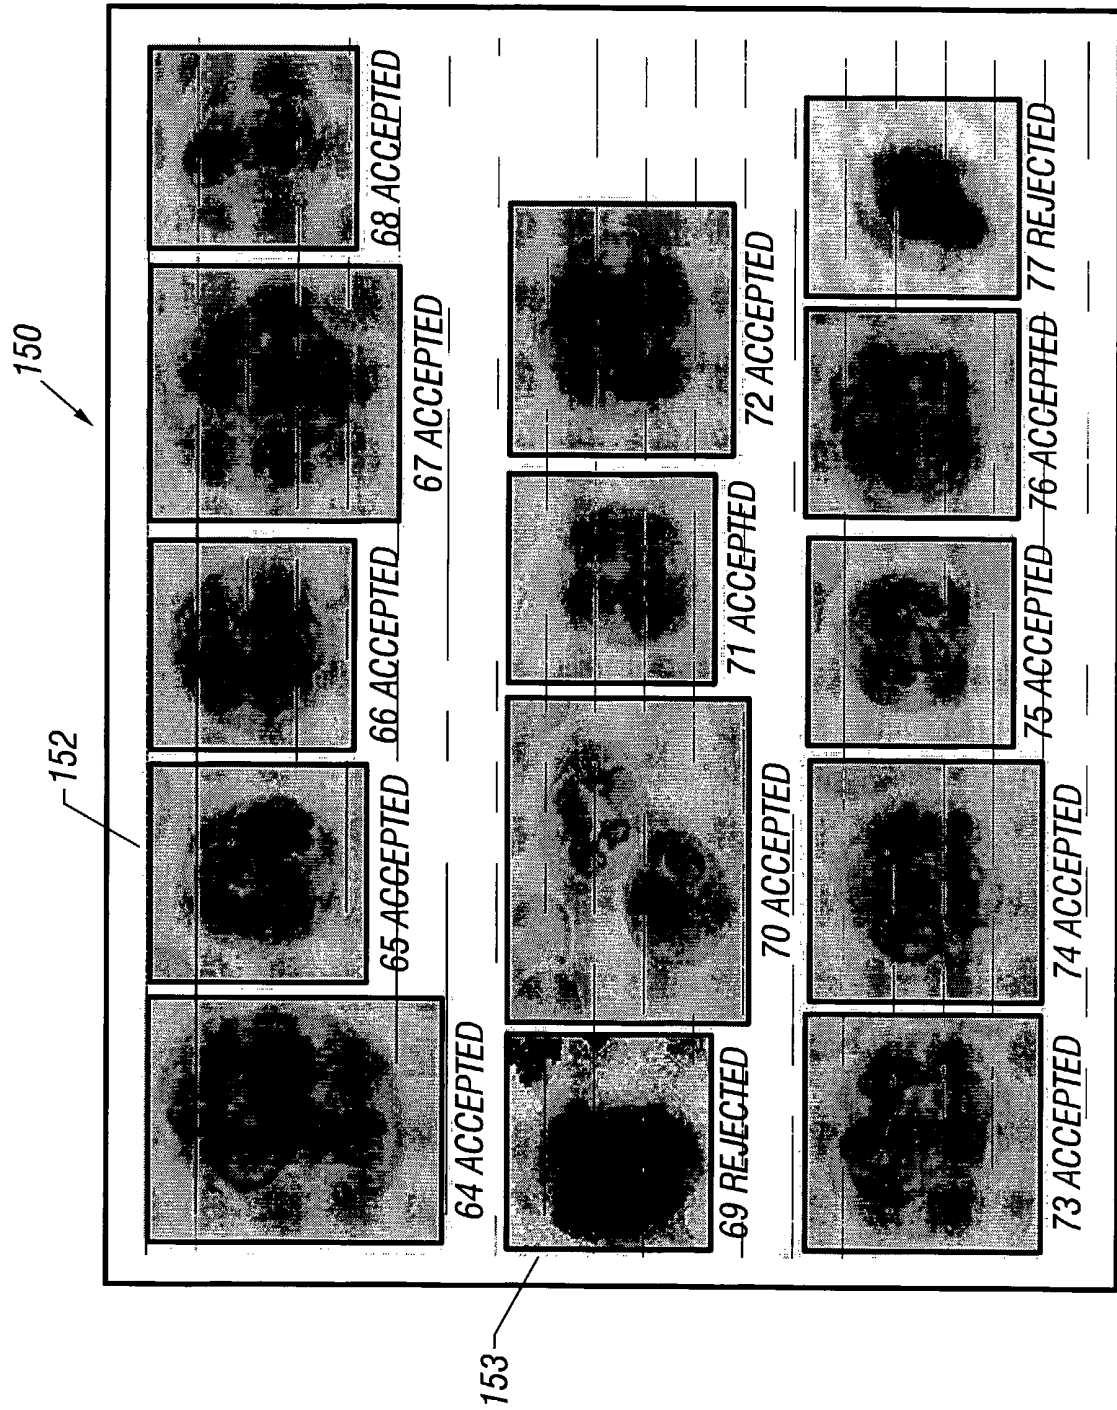 150
152
64 ACCEPTED
65 ACCEPTED
66 ACCEPTED
67 ACCEPTED
68 ACCEPTED
153
69 REJECTED
70 ACCEPTED
71 ACCEPTED
72 ACCEPTED
73 ACCEPTED
74 ACCEPTED
75 ACCEPTED
76 ACCEPTED
77 REJECTED